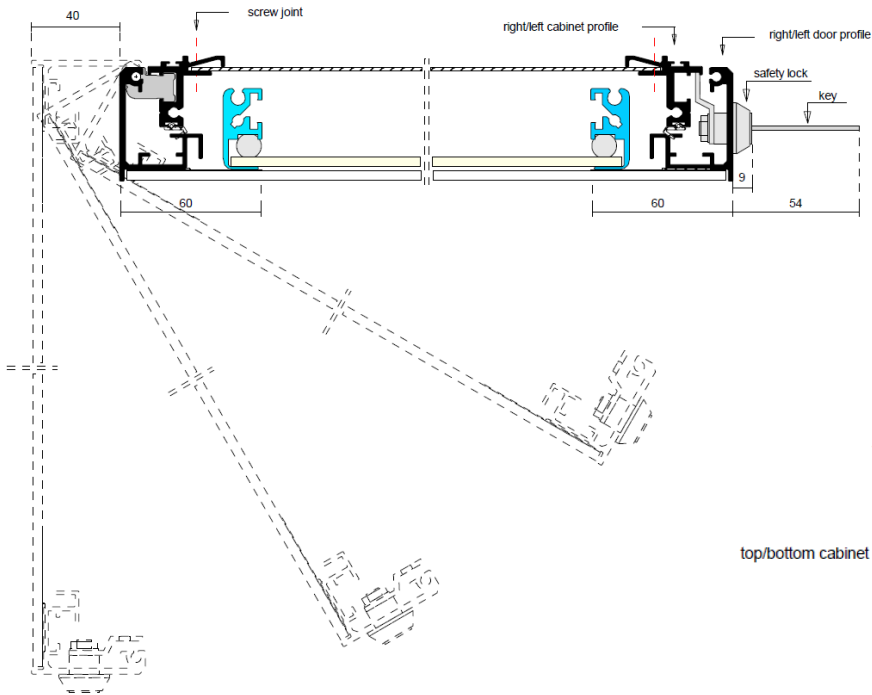 40
screw joint
right/left cabinet profile
right/left door profile
safety lock
key
9
60
60
54
top/bottom cabinet